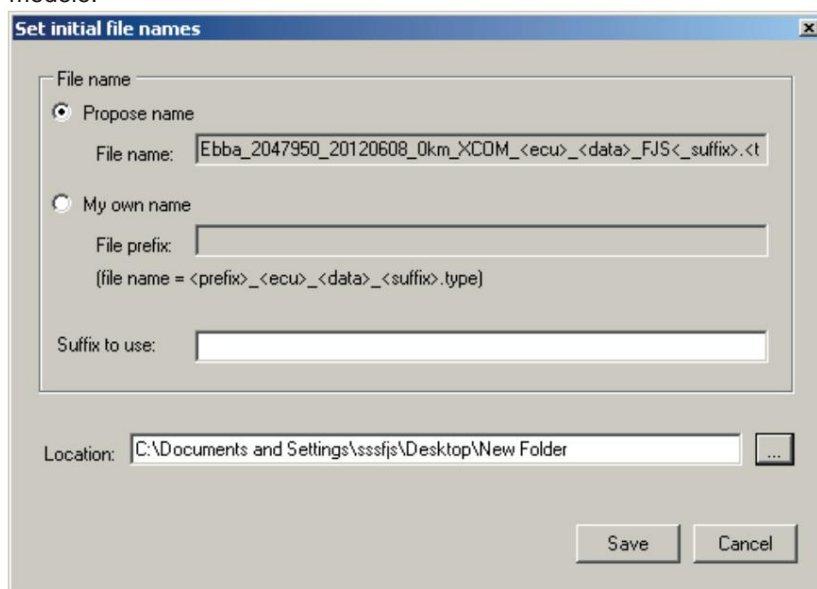 models.
Set initial file names
File name
Propose name
File name: Ebba_2047950_20120608_0km_XCOM_<ecu>_<data>_FJS<_suffix>.<t
My own name
File prefix:
(file name = <prefix>_<ecu>_<data>_<suffix>.type)
Suffix to use:
Location: C:\Documents and Settings\sssfjs\Desktop\New Folder ...
Save Cancel